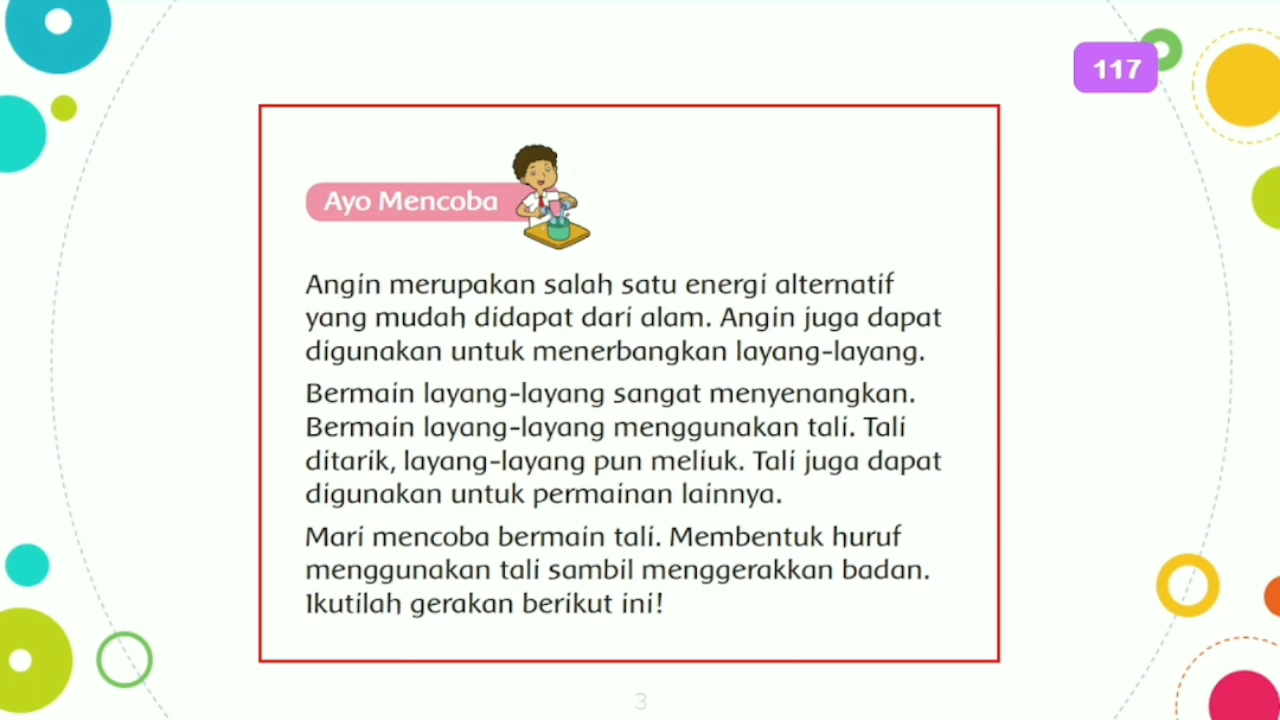 117
Ayo Mencoba
Angin merupakan salah satu energi alternatif
yang mudah didapat dari alam. Angin juga dapat
digunakan untuk menerbangkan layang-layang.
Bermain layang-layang sangat menyenangkan.
Bermain layang-layang menggunakan tali. Tali
ditarik, layang-layang pun meliuk. Tali juga dapat
digunakan untuk permainan lainnya.
Mari mencoba bermain tali. Membentuk huruf
menggunakan tali sambil menggerakkan badan.
Ikutilah gerakan berikut ini!
3